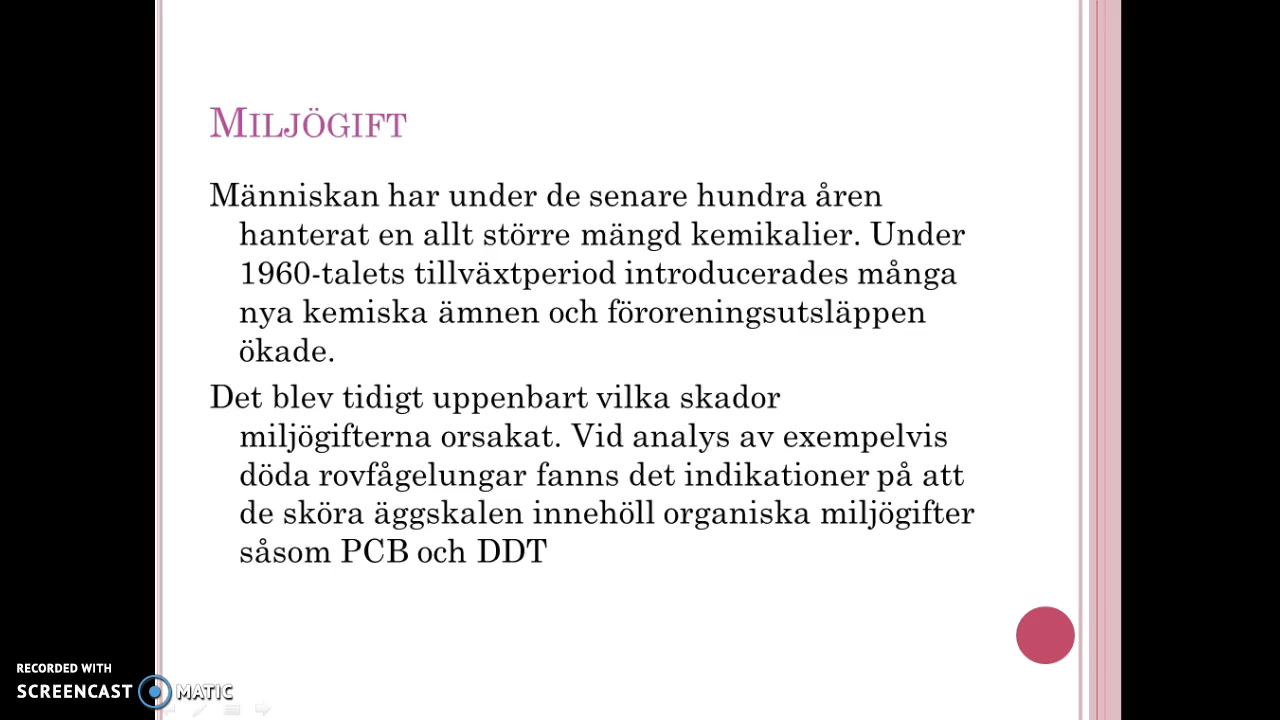 MILJÖGIFT
Människan har under de senare hundra åren
hanterat en allt större mängd kemikalier. Under
1960-talets tillväxtperiod introducerades många
nya kemiska ämnen och föroreningsutsläppen
ökade.
Det blev tidigt uppenbart vilka skador
miljögifterna orsakat. Vid analys av exempelvis
döda rovfågelungar fanns det indikationer på att
de sköra äggskalen innehöll organiska miljögifter
såsom PCB och DDT
RECORDED WITH
SCREENCAST MATIC